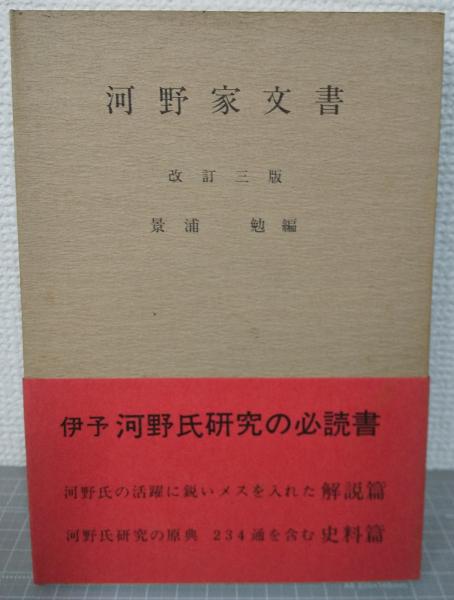 河野家文書
改訂三版
景浦 勉編
伊予 河野氏研究の必読書
河野氏の活躍に鋭いメスを入れた 解説篇
河野氏研究の原典 234通を含む 史料篇